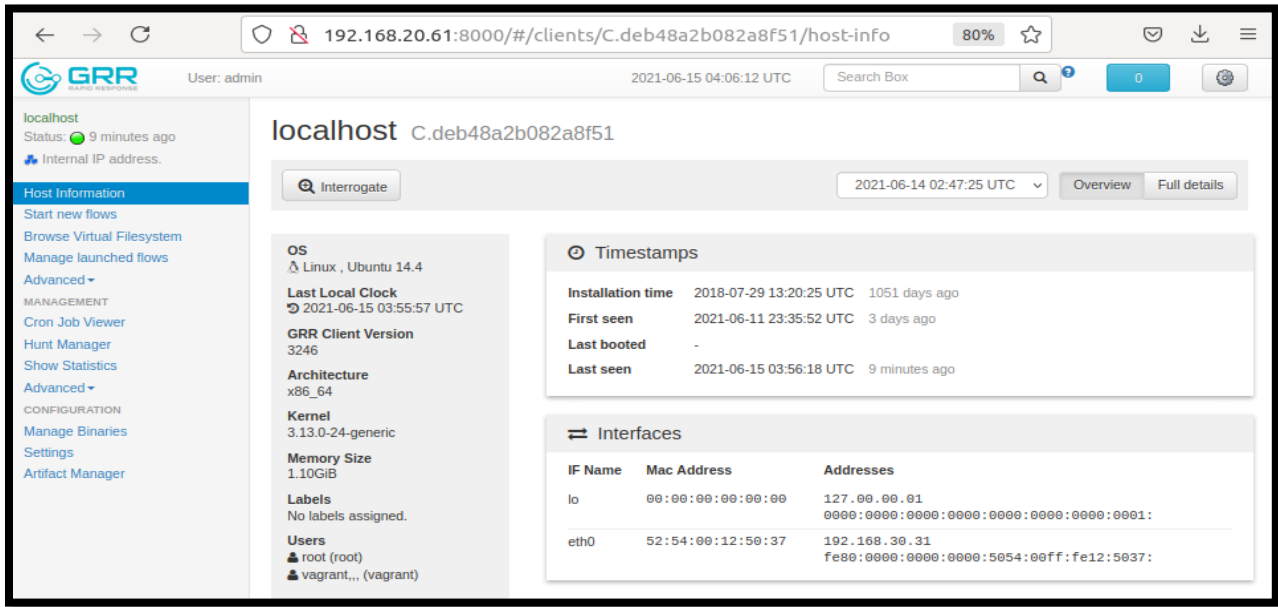 192.168.20.61:8000/#/clients/C.deb48a2b082a8f51/host-info 80%
GRR
RAPID RESPONSE
User: admin
2021-06-15 04:06:12 UTC
Search Box
0
localhost
Status: 9 minutes ago
Internal IP address.
Host Information
Start new flows
Browse Virtual Filesystem
Manage launched flows
Advanced
MANAGEMENT
Cron Job Viewer
Hunt Manager
Show Statistics
Advanced
CONFIGURATION
Manage Binaries
Settings
Artifact Manager
localhost C.deb48a2b082a8f51
Interrogate
2021-06-14 02:47:25 UTC
Overview
Full details
OS
Linux , Ubuntu 14.4
Last Local Clock
2021-06-15 03:55:57 UTC
GRR Client Version
3246
Architecture
x86_64
Kernel
3.13.0-24-generic
Memory Size
1.10GiB
Labels
No labels assigned.
Users
root (root)
vagrant,,, (vagrant)
Timestamps
Installation time 2018-07-29 13:20:25 UTC 1051 days ago
First seen 2021-06-11 23:35:52 UTC 3 days ago
Last booted -
Last seen 2021-06-15 03:56:18 UTC 9 minutes ago
Interfaces
IF Name Mac Address Addresses
lo 00:00:00:00:00:00 127.00.00.01
0000:0000:0000:0000:0000:0000:0000:0001:
eth0 52:54:00:12:50:37 192.168.30.31
fe80:0000:0000:0000:5054:00ff:fe12:5037: